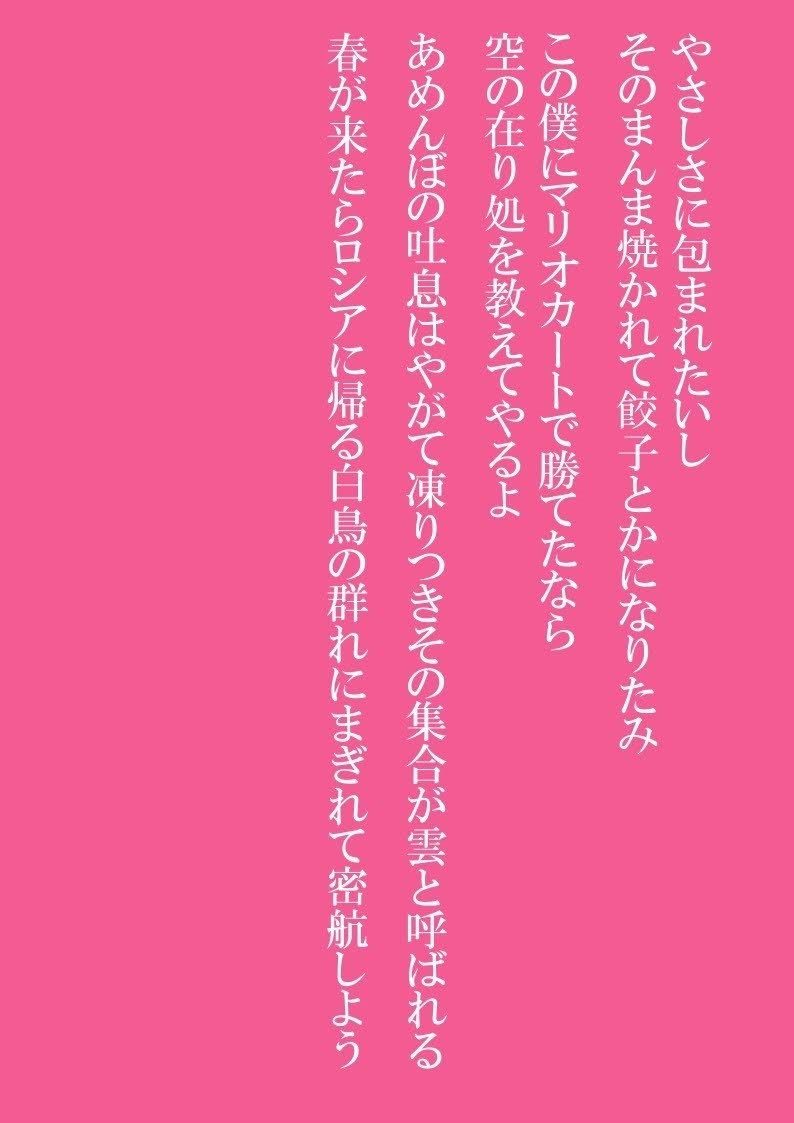 やさしさに包まれたいし
そのまんま焼かれて餃子とかになりたみ
この僕にマリオカートで勝てたなら
空の在り処を教えてやるよ
あめんぼの吐息はやがて凍りつきその集合が雲と呼ばれる
春が来たらロシアに帰る白鳥の群れにまぎれて密航しよう